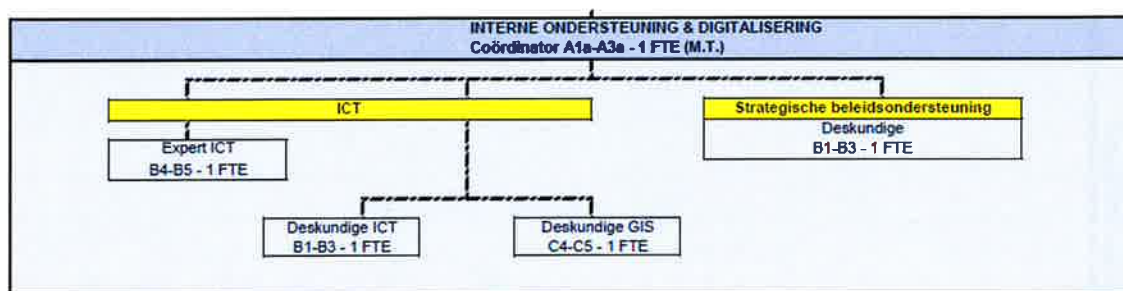 INTERNE ONDERSTEUNING & DIGITALISERING
Coördinator A1a-A3a - 1 FTE (M.T.)
ICT
Strategische beleidsondersteuning
Deskundige
B1-B3 - 1 FTE
Expert ICT
B4-B5 - 1 FTE
Deskundige ICT
B1-B3 - 1 FTE
Deskundige GIS
C4-C5 - 1 FTE